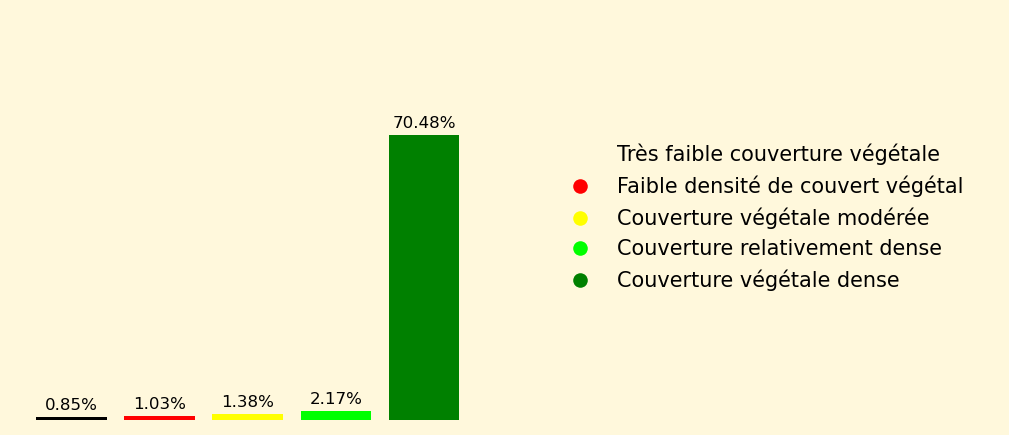 70.48%
0.85%
1.03%
1.38%
2.17%
Très faible couverture végétale
Faible densité de couvert végétal
Couverture végétale modérée
Couverture relativement dense
Couverture végétale dense